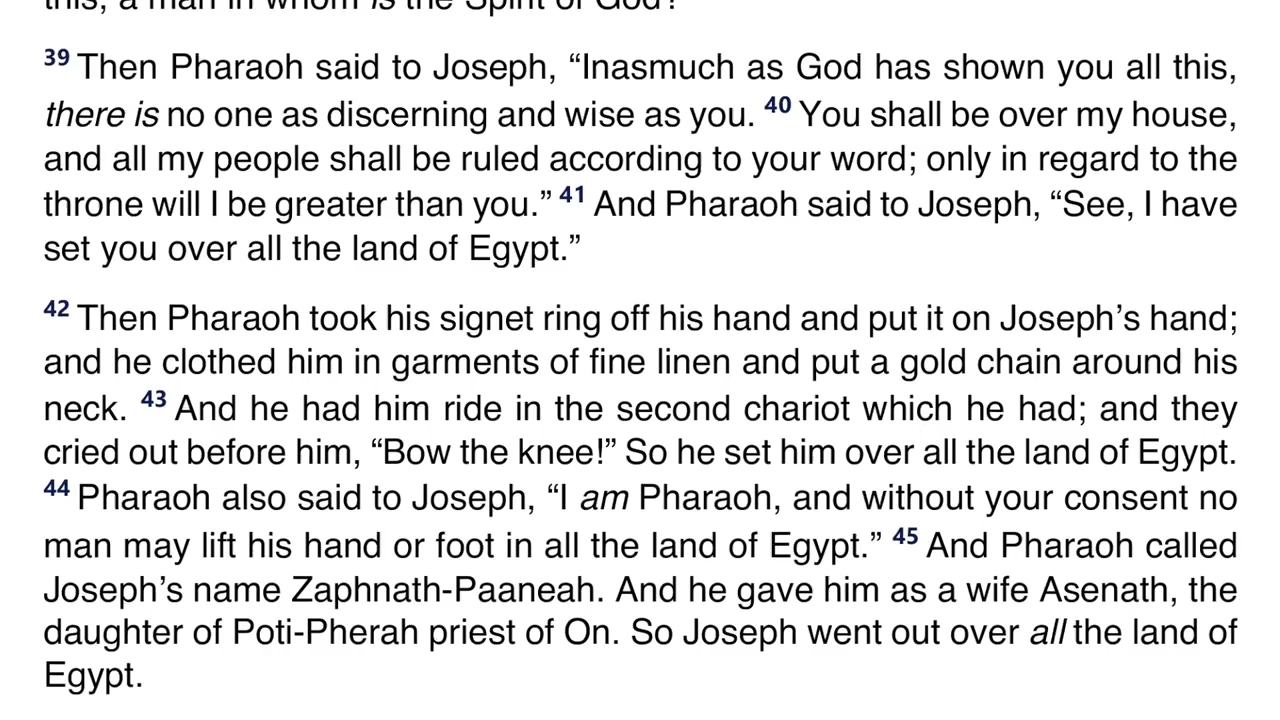 this, a man in whom is the Spirit of God?
39 Then Pharaoh said to Joseph, “Inasmuch as God has shown you all this,
there is no one as discerning and wise as you. 40 You shall be over my house,
and all my people shall be ruled according to your word; only in regard to the
throne will I be greater than you.” 41 And Pharaoh said to Joseph, “See, I have
set you over all the land of Egypt.”
42 Then Pharaoh took his signet ring off his hand and put it on Joseph’s hand;
and he clothed him in garments of fine linen and put a gold chain around his
neck. 43 And he had him ride in the second chariot which he had; and they
cried out before him, “Bow the knee!” So he set him over all the land of Egypt.
44 Pharaoh also said to Joseph, “I am Pharaoh, and without your consent no
man may lift his hand or foot in all the land of Egypt.” 45 And Pharaoh called
Joseph’s name Zaphnath-Paaneah. And he gave him as a wife Asenath, the
daughter of Poti-Pherah priest of On. So Joseph went out over all the land of
Egypt.